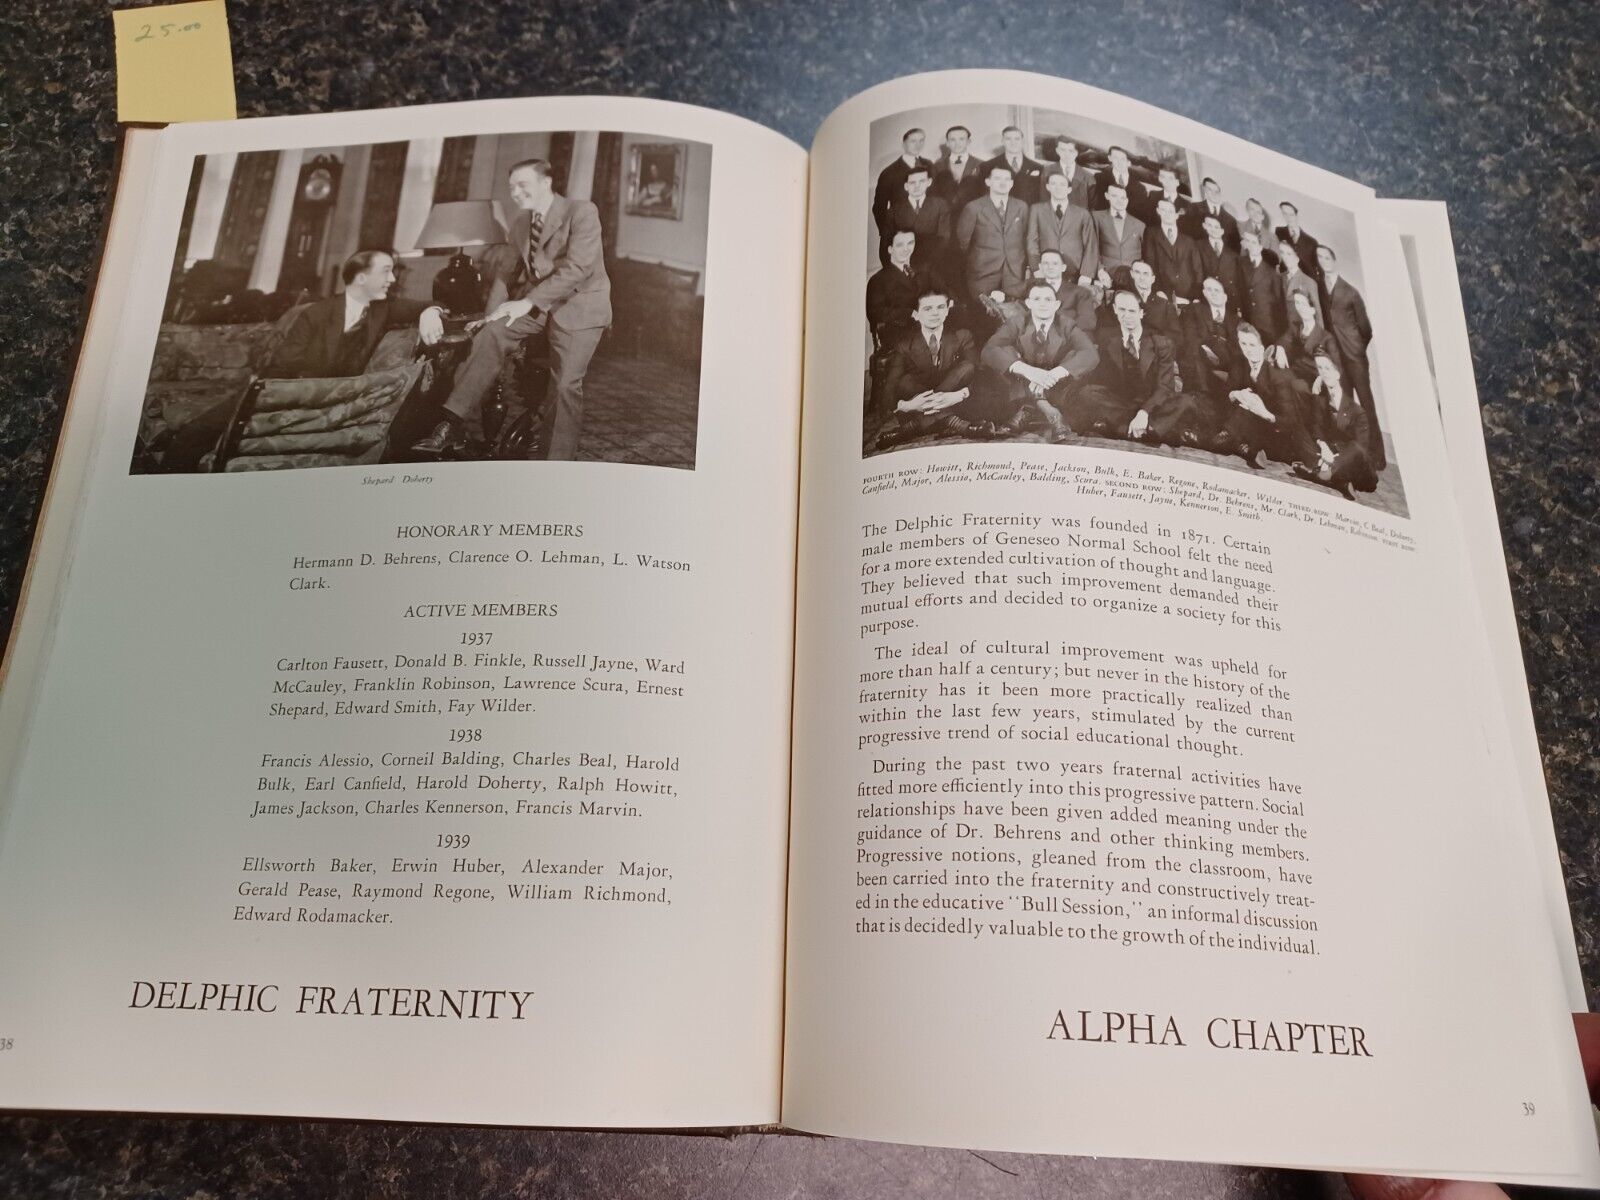 25.00
Shepard Doherty
HONORARY MEMBERS
Hermann D. Behrens, Clarence O. Lehman, L. Watson
Clark.
ACTIVE MEMBERS
1937
Carlton Fausett, Donald B. Finkle, Russell Jayne, Ward
McCauley, Franklin Robinson, Lawrence Scura, Ernest
Shepard, Edward Smith, Fay Wilder.
1938
Francis Alessio, Corneil Balding, Charles Beal, Harold
Bulk, Earl Canfield, Harold Doherty, Ralph Howitt,
James Jackson, Charles Kennerson, Francis Marvin.
1939
Ellsworth Baker, Erwin Huber, Alexander Major,
Gerald Pease, Raymond Regone, William Richmond,
Edward Rodamacker.
DELPHIC FRATERNITY
38
FOURTH ROW: Howitt, Richmond, Pease, Jackson, Bulk, E. Baker, Regone, Rodamacker, Wilder. THIRD ROW: Marvin, C Beal, Doherty,
Canfield, Major, Alessio, McCauley, Balding, Scura. SECOND ROW: Shepard, Dr. Behrens, Mr. Clark, Dr. Lehman, Robinson. FIRST ROW:
Huber, Fausett, Jayne, Kennerson, E. Smith.
The Delphic Fraternity was founded in 1871. Certain
male members of Geneseo Normal School felt the need
for a more extended cultivation of thought and language.
They believed that such improvement demanded their
mutual efforts and decided to organize a society for this
purpose.
The ideal of cultural improvement was upheld for
more than half a century; but never in the history of the
fraternity has it been more practically realized than
within the last few years, stimulated by the current
progressive trend of social educational thought.
During the past two years fraternal activities have
fitted more efficiently into this progressive pattern. Social
relationships have been given added meaning under the
guidance of Dr. Behrens and other thinking members.
Progressive notions, gleaned from the classroom, have
been carried into the fraternity and constructively treat-
ed in the educative "Bull Session," an informal discussion
that is decidedly valuable to the growth of the individual.
ALPHA CHAPTER
39